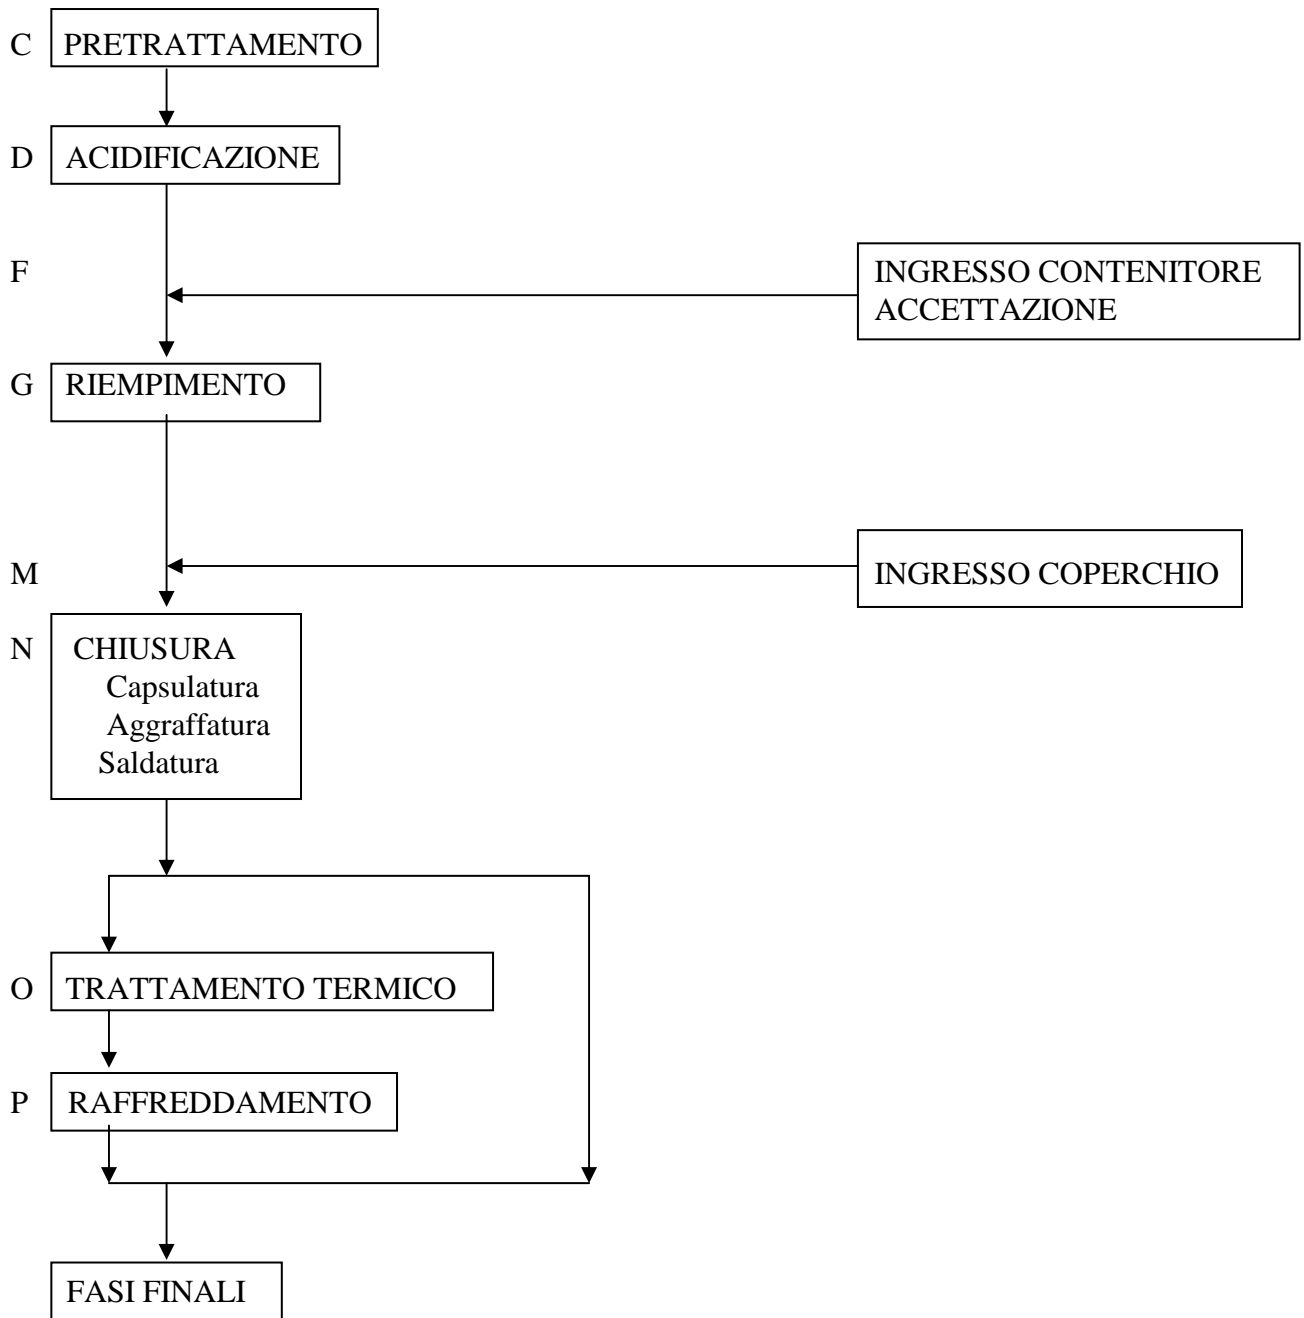 C PRETRATTAMENTO
D ACIDIFICAZIONE
F INGRESSO CONTENITORE
ACCETTAZIONE
G RIEMPIMENTO
M INGRESSO COPERCHIO
N CHIUSURA
Capsulatura
Aggraffatura
Saldatura
O TRATTAMENTO TERMICO
P RAFFREDDAMENTO
FASI FINALI